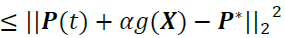 ≤ ||𝑷(𝑡) + 𝛼𝑔(𝑿) − 𝑷*||₂²